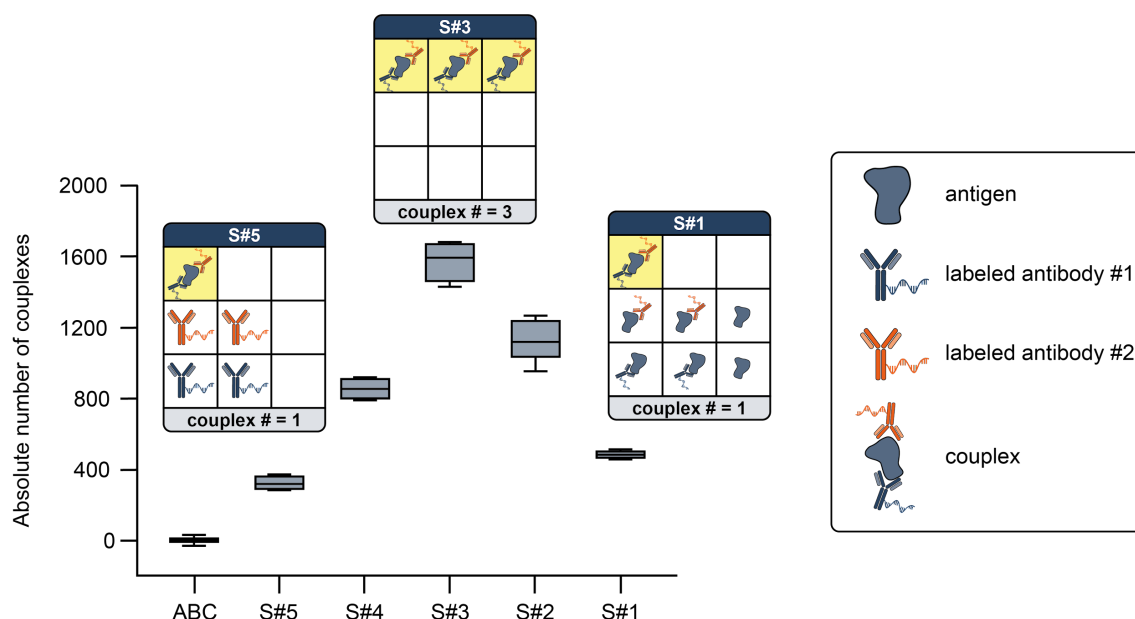 S#3
couplex # = 3
2000
1600
1200
800
400
0
Absolute number of couplexes
S#5
couplex # = 1
S#1
couplex # = 1
ABC
S#5
S#4
S#3
S#2
S#1
antigen
labeled antibody #1
labeled antibody #2
couplex